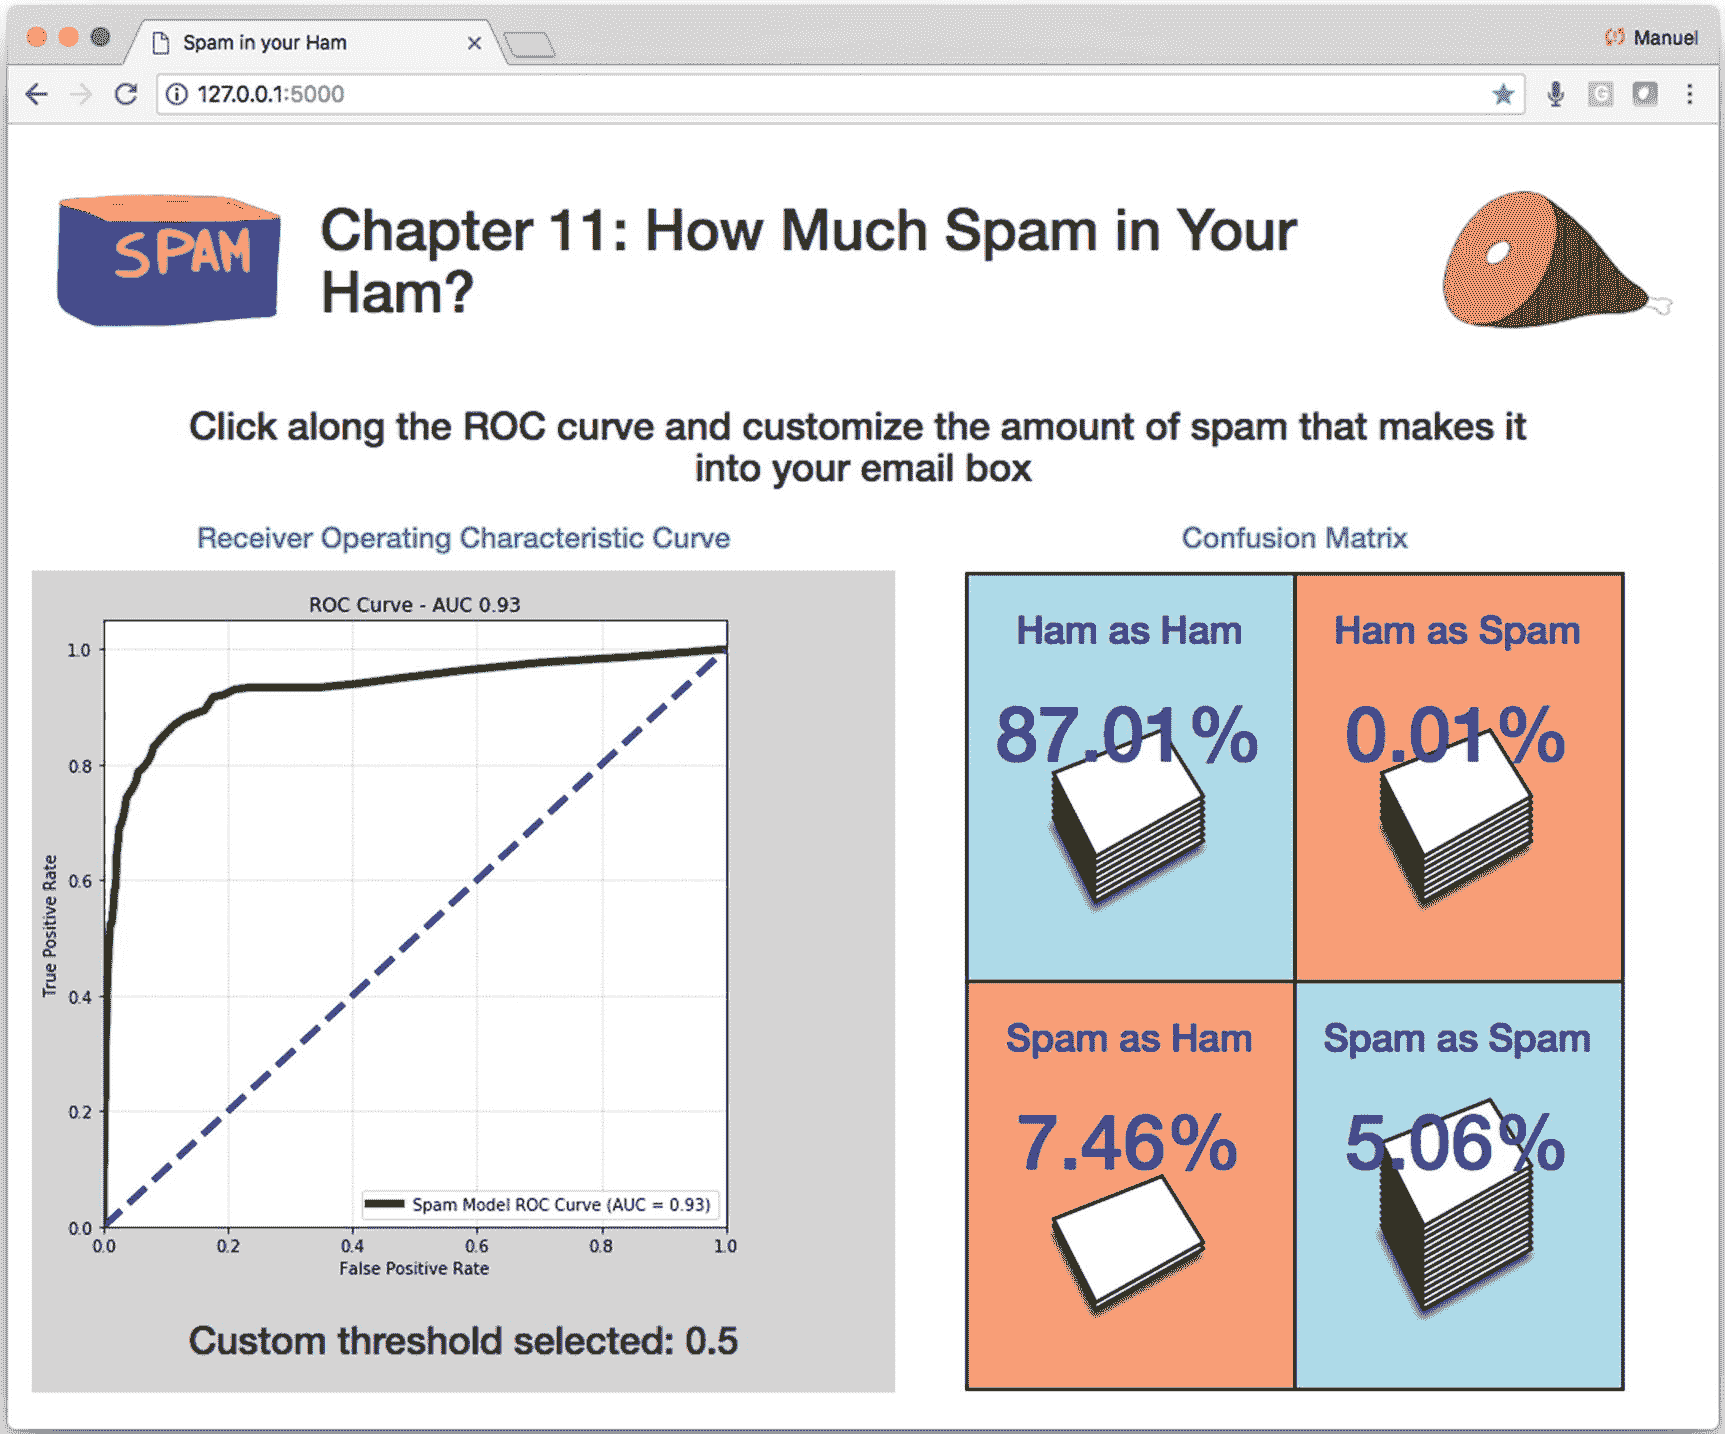 Spam in your Ham
Manuel
127.0.0.1:5000
G
SPAM
Chapter 11: How Much Spam in Your
Ham?
Click along the ROC curve and customize the amount of spam that makes it
into your email box
Receiver Operating Characteristic Curve
ROC Curve - AUC 0.93
True Positive Rate
1.0
0.8
0.6
0.4
0.2
0.0
0.0 0.2 0.4 0.6 0.8 1.0
False Positive Rate
Spam Model ROC Curve (AUC = 0.93)
Custom threshold selected: 0.5
Confusion Matrix
Ham as Ham
87.01%
Ham as Spam
0.01%
Spam as Ham
7.46%
Spam as Spam
5.06%